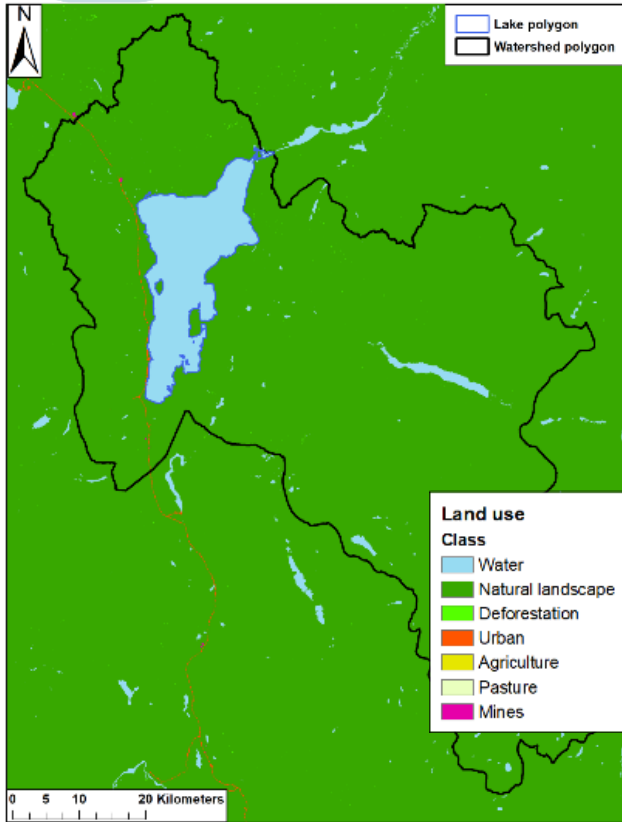 N
Lake polygon
Watershed polygon
Land use
Class
Water
Natural landscape
Deforestation
Urban
Agriculture
Pasture
Mines
0 5 10 20 Kilometers